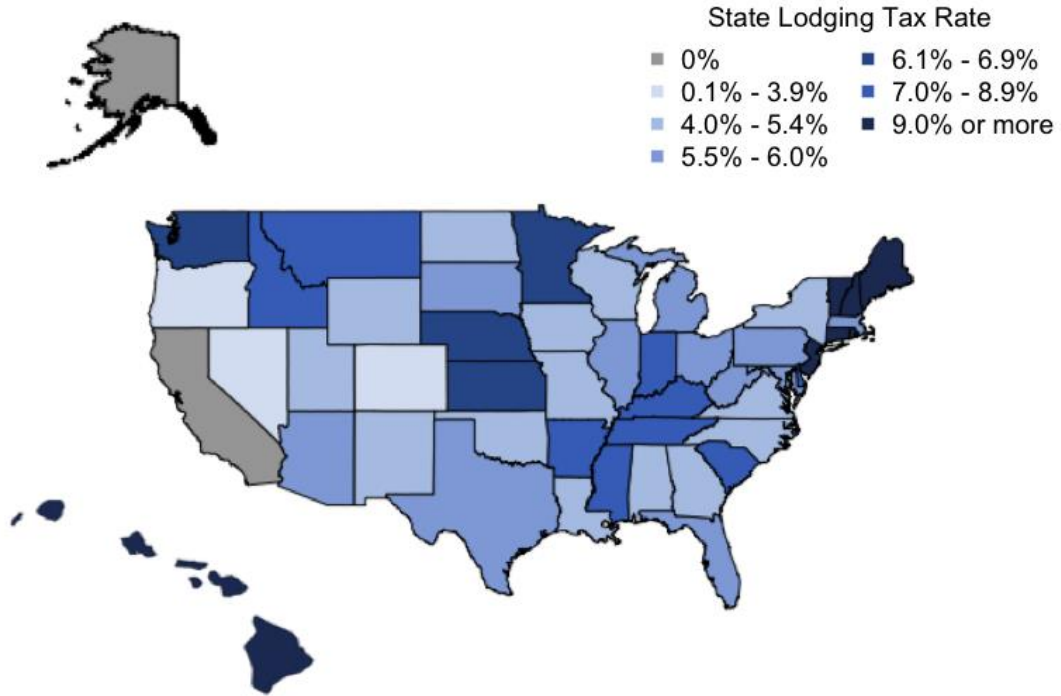 State Lodging Tax Rate
0%
0.1% - 3.9%
4.0% - 5.4%
5.5% - 6.0%
6.1% - 6.9%
7.0% - 8.9%
9.0% or more